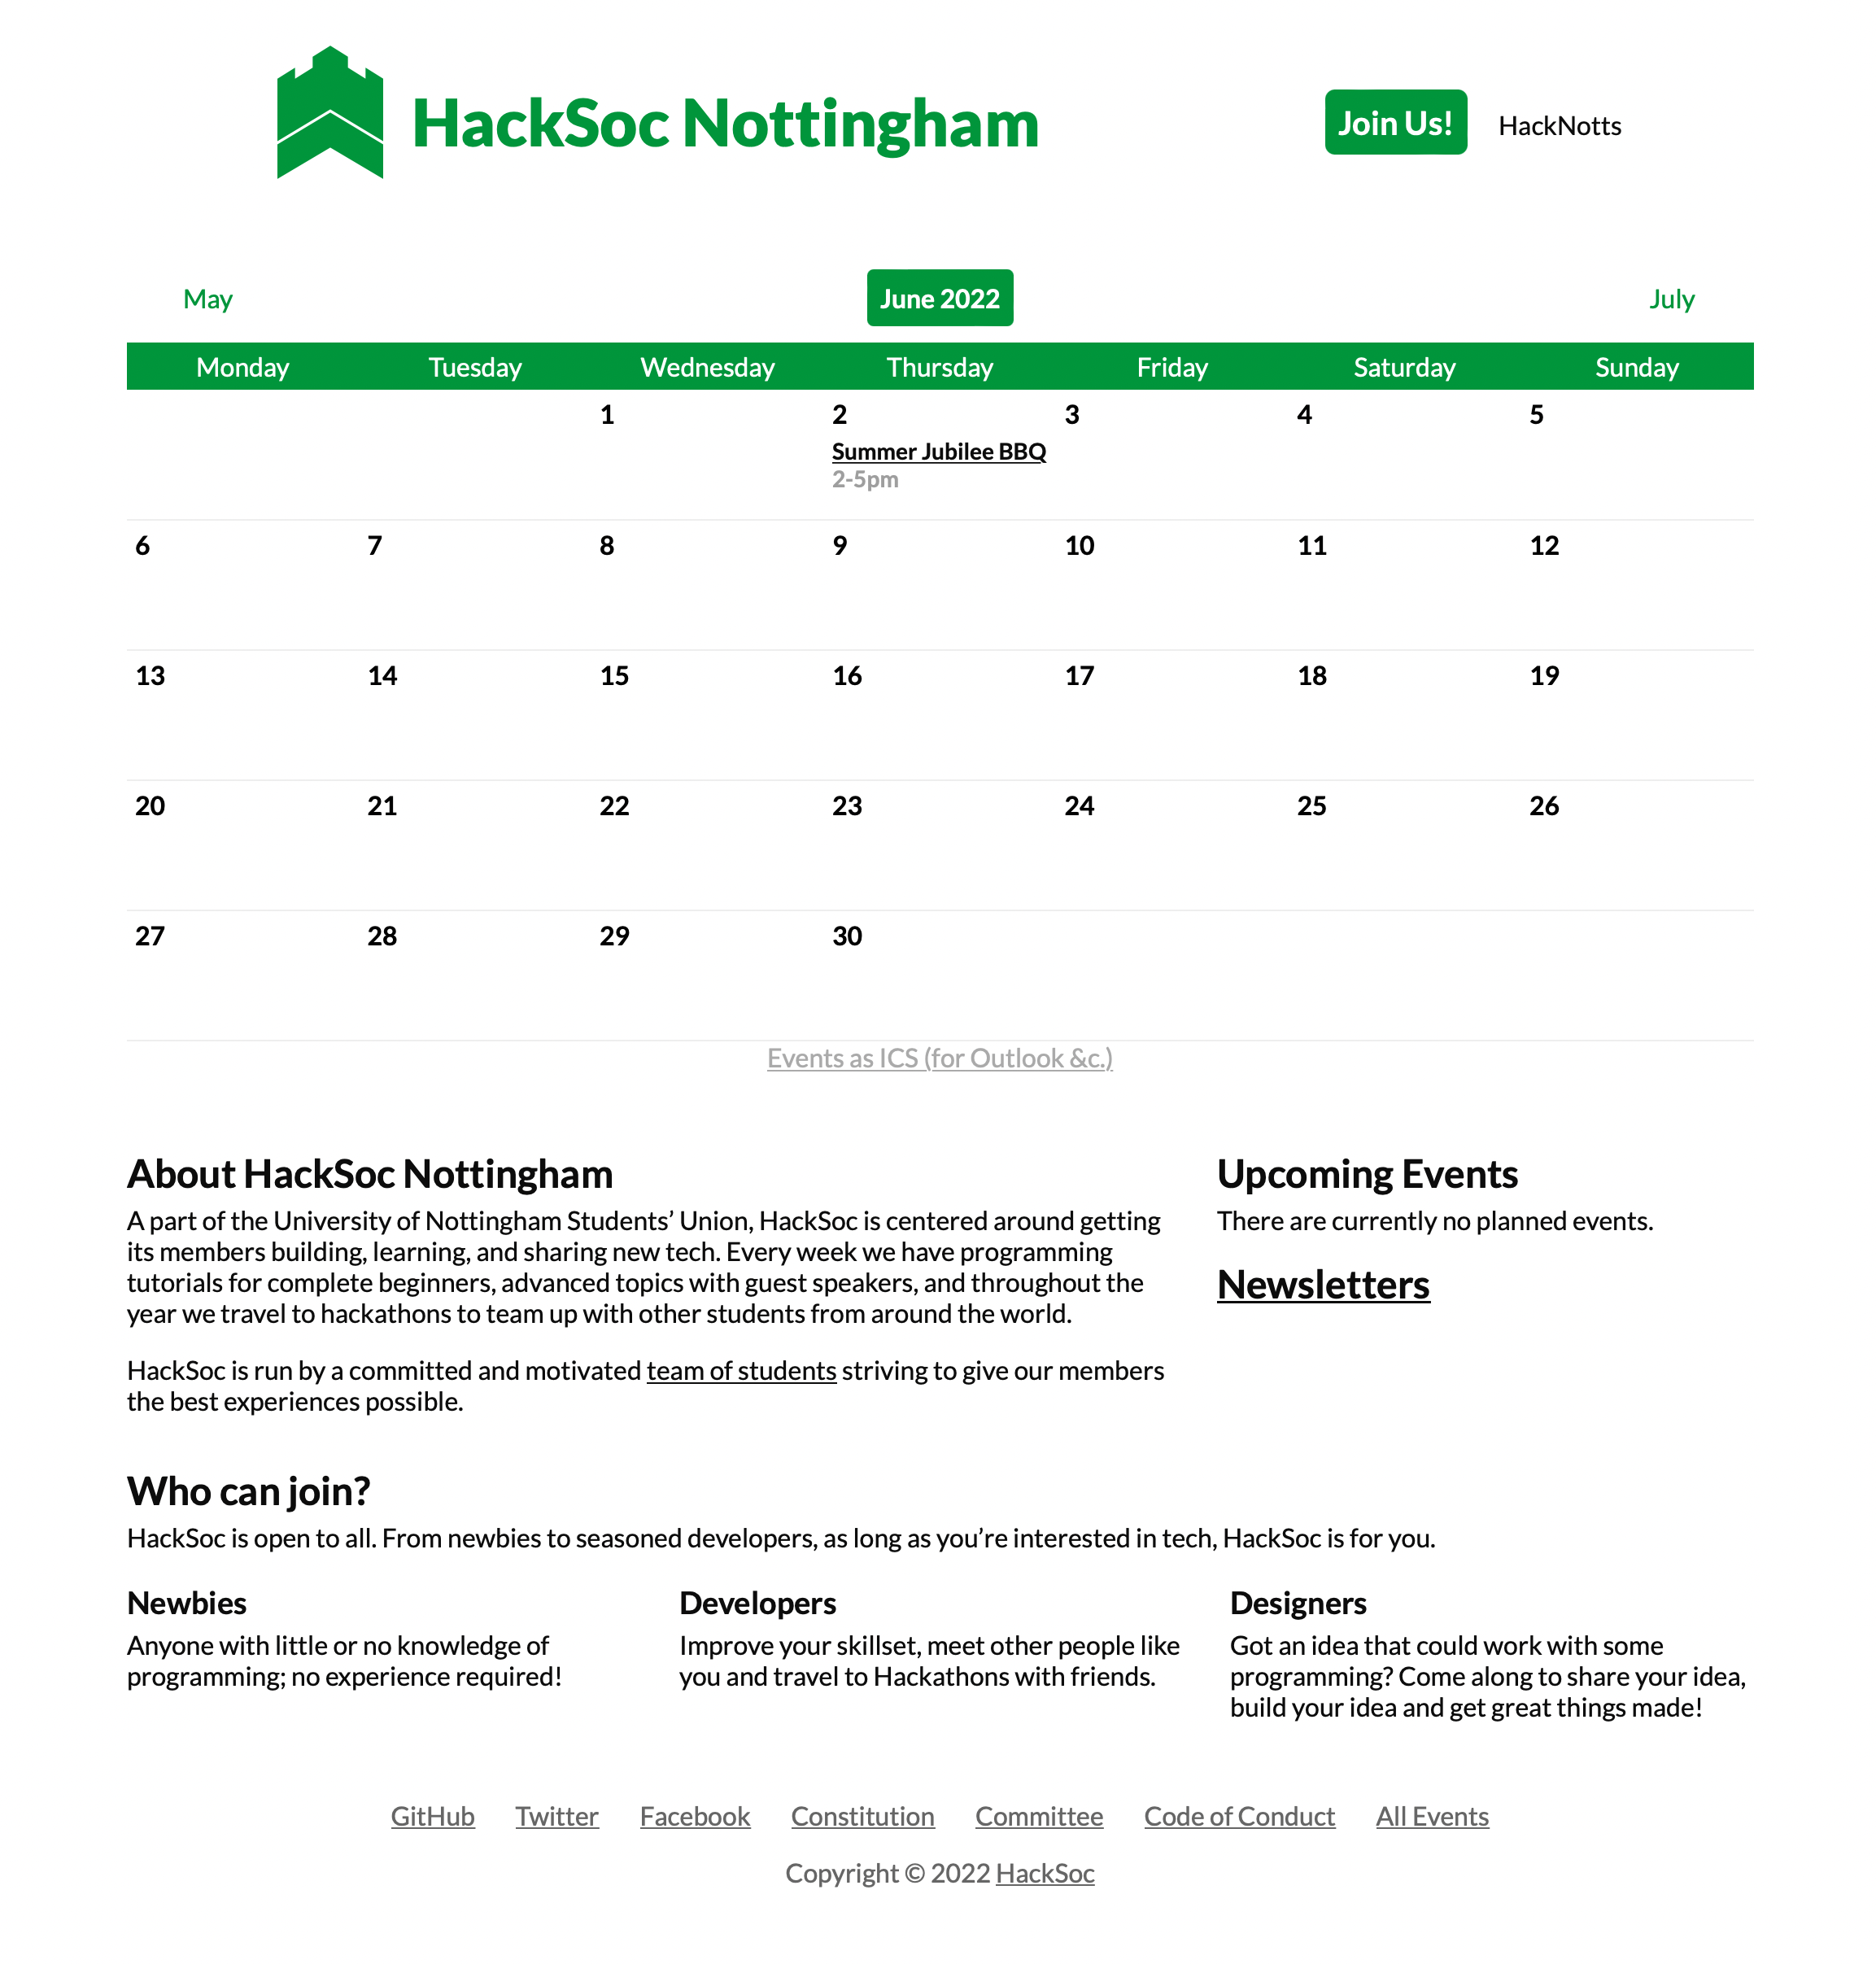 HackSoc Nottingham
Join Us!
HackNotts
May
June 2022
July
Monday Tuesday Wednesday Thursday Friday Saturday Sunday
1 2 3 4 5
Summer Jubilee BBQ
2-5pm
6 7 8 9 10 11 12
13 14 15 16 17 18 19
20 21 22 23 24 25 26
27 28 29 30
Events as ICS (for Outlook &c.)
About HackSoc Nottingham
A part of the University of Nottingham Students’ Union, HackSoc is centered around getting
its members building, learning, and sharing new tech. Every week we have programming
tutorials for complete beginners, advanced topics with guest speakers, and throughout the
year we travel to hackathons to team up with other students from around the world.
HackSoc is run by a committed and motivated team of students striving to give our members
the best experiences possible.
Upcoming Events
There are currently no planned events.
Newsletters
Who can join?
HackSoc is open to all. From newbies to seasoned developers, as long as you’re interested in tech, HackSoc is for you.
Newbies
Anyone with little or no knowledge of
programming; no experience required!
Developers
Improve your skillset, meet other people like
you and travel to Hackathons with friends.
Designers
Got an idea that could work with some
programming? Come along to share your idea,
build your idea and get great things made!
GitHub Twitter Facebook Constitution Committee Code of Conduct All Events
Copyright © 2022 HackSoc